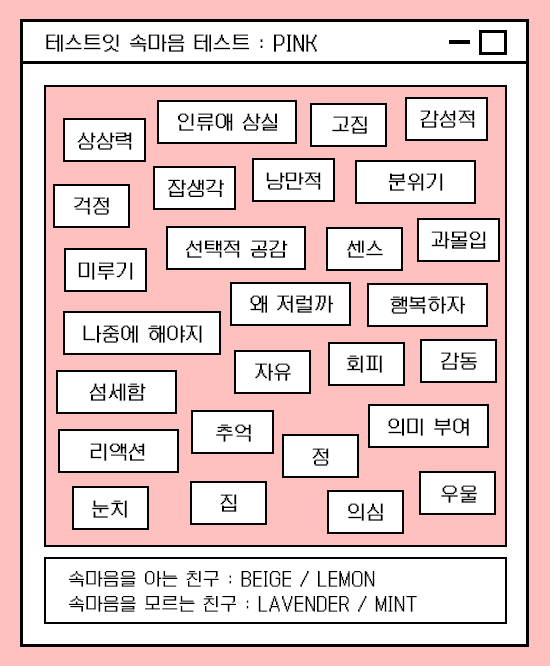 테스트잇 속마음 테스트 : PINK
인류애 상실
고집
감성적
상상력
잡생각
낭만적
분위기
걱정
선택적 공감
센스
과몰입
미루기
왜 저럴까
행복하자
나중에 해야지
자유
회피
감동
섬세함
추억
의미 부여
리액션
정
눈치
집
의심
우울
속마음을 아는 친구 : BEIGE / LEMON
속마음을 모르는 친구 : LAVENDER / MINT